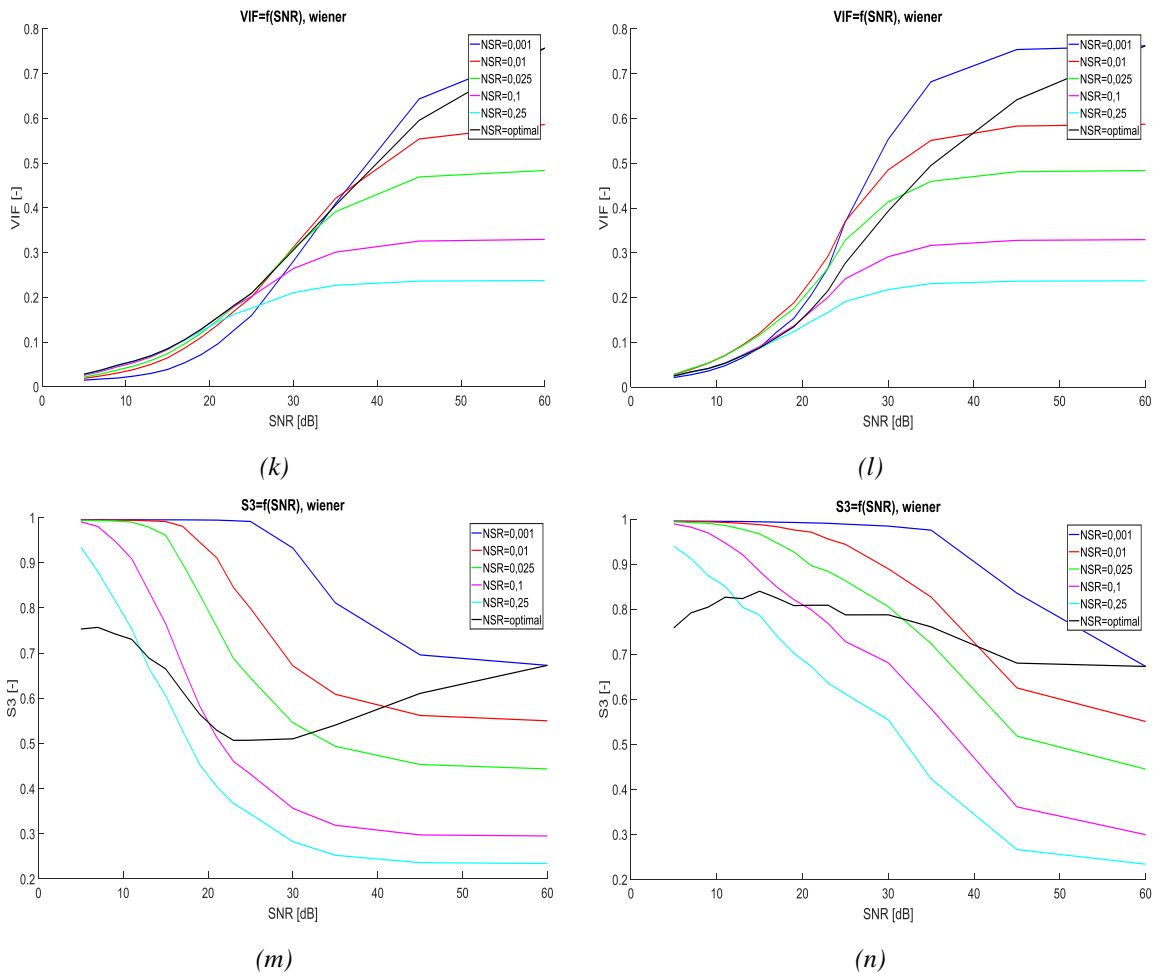 VIF=f(SNR), wiener
0.8
0.7
0.6
0.5
0.4
0.3
0.2
0.1
0
VIF [-]
0 10 20 30 40 50 60
SNR [dB]
NSR=0,001
NSR=0,01
NSR=0,025
NSR=0,1
NSR=0,25
NSR=optimal
(k)
VIF=f(SNR), wiener
0.8
0.7
0.6
0.5
0.4
0.3
0.2
0.1
0
VIF [-]
0 10 20 30 40 50 60
SNR [dB]
NSR=0,001
NSR=0,01
NSR=0,025
NSR=0,1
NSR=0,25
NSR=optimal
(l)
S3=f(SNR), wiener
1
0.9
0.8
0.7
0.6
0.5
0.4
0.3
0.2
S3 [-]
0 10 20 30 40 50 60
SNR [dB]
NSR=0,001
NSR=0,01
NSR=0,025
NSR=0,1
NSR=0,25
NSR=optimal
(m)
S3=f(SNR), wiener
1
0.9
0.8
0.7
0.6
0.5
0.4
0.3
0.2
S3 [-]
0 10 20 30 40 50 60
SNR [dB]
NSR=0,001
NSR=0,01
NSR=0,025
NSR=0,1
NSR=0,25
NSR=optimal
(n)